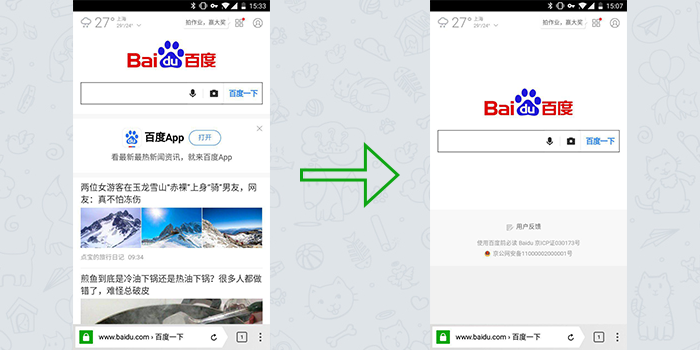 15:33
27° 上海
29°/24°
拍作业,赢大奖
Bai du 百度
百度一下
百度App
打开
看最新最热新闻资讯,就来百度App
两位女游客在玉龙雪山“赤裸”上身“骑”男友,网
友:真不怕冻伤
点宝的旅行日记 09:34
煎鱼到底是冷油下锅还是热油下锅?很多人都做
错了,难怪总破皮
www.baidu.com › 百度一下
1
15:07
27° 上海
29°/24°
拍作业,赢大奖
Bai du 百度
百度一下
用户反馈
使用百度前必读 Baidu 京ICP证030173号
京公网安备11000002000001号
www.baidu.com › 百度一下
1